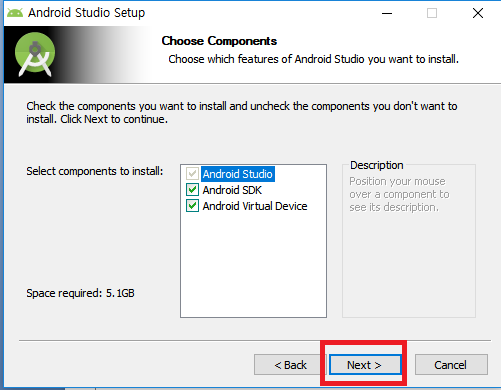 Android Studio Setup
Choose Components
Choose which features of Android Studio you want to install.
Check the components you want to install and uncheck the components you don't want to
install. Click Next to continue.
Select components to install:
Android Studio
Android SDK
Android Virtual Device
Description
Position your mouse
over a component to
see its description.
Space required: 5.1GB
< Back
Next >
Cancel